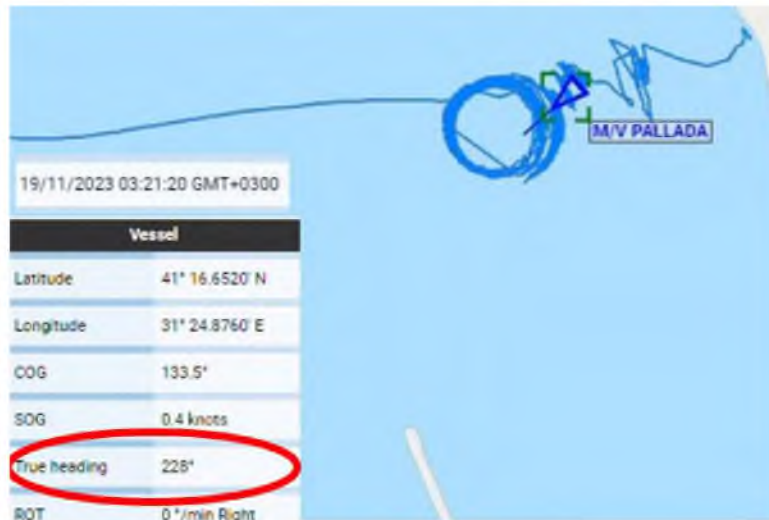 M/V PALLADA
19/11/2023 03:21:20 GMT+0300
Vessel
Latitude 41° 16.6520' N
Longitude 31° 24.8760' E
COG 133.5°
SOG 0.4 knots
True heading 228°
ROT 0 °/min Right